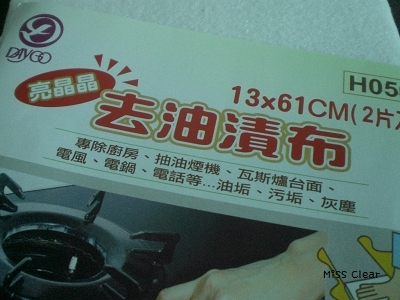 DAYGO
H05
亮晶晶
13x61CM(2片
去油漬布
專除廚房、抽油煙機、瓦斯爐台面、
電風、電鍋、電話等...油垢、污垢、灰塵
Miss Clear